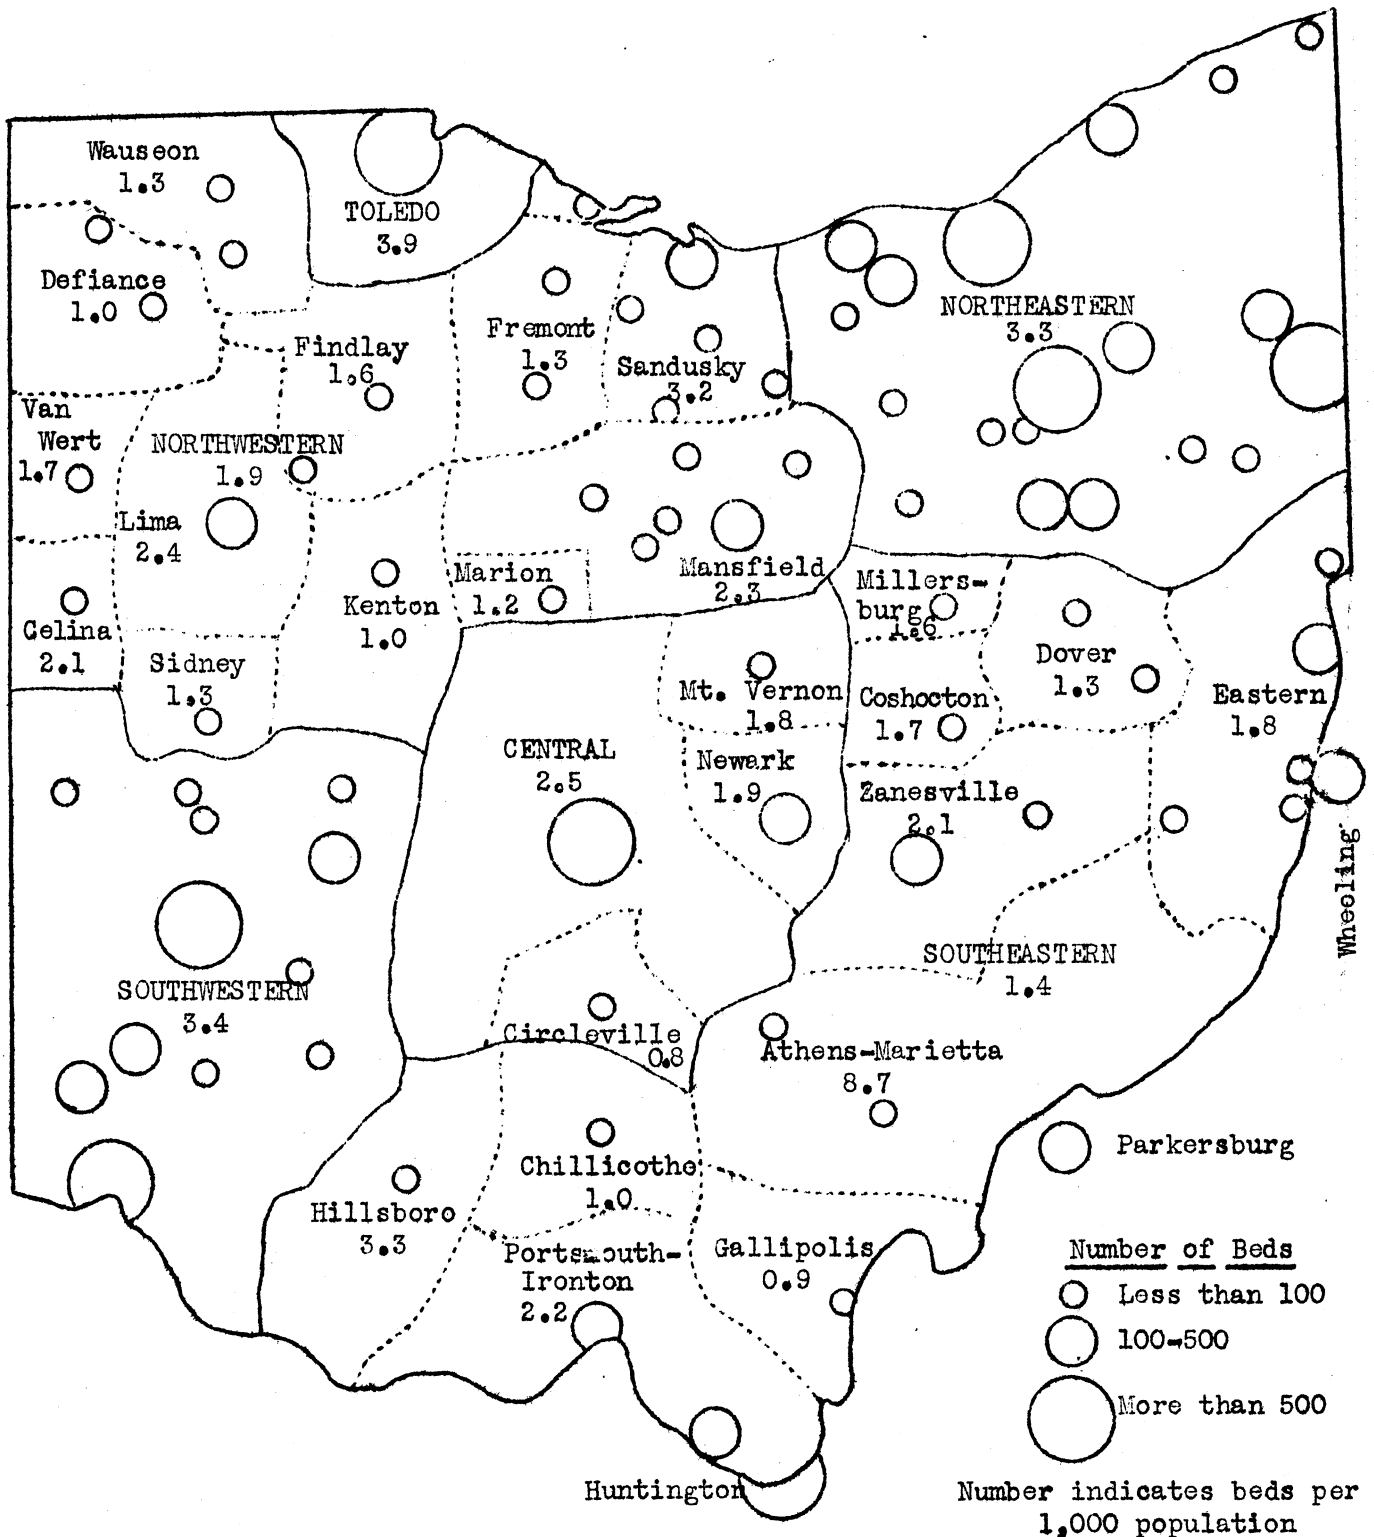 Wauseon
1.3
TOLEDO
3.9
Defiance
1.0
Findlay
1.6
Fremont
1.3
Sandusky
3.2
NORTHEASTERN
3.3
Van
Wert
1.7
NORTHWESTERN
1.9
Lima
2.4
Celina
2.1
Sidney
1.3
Kenton
1.0
Marion
1.2
Mansfield
2.3
Millers-
burg
1.6
Dover
1.3
Mt. Vernon
1.8
Coshocton
1.7
Eastern
1.8
CENTRAL
2.5
Newark
1.9
Zanesville
2.1
Wheeling
SOUTHWESTERN
3.4
SOUTHEASTERN
1.4
Circleville
0.8
Athens-Marietta
8.7
Parkersburg
Chillicothe
1.0
Hillsboro
3.3
Portsmouth-
Ironton
2.2
Gallipolis
0.9
Huntington
Number of Beds
Less than 100
100-500
More than 500
Number indicates beds per
1,000 population